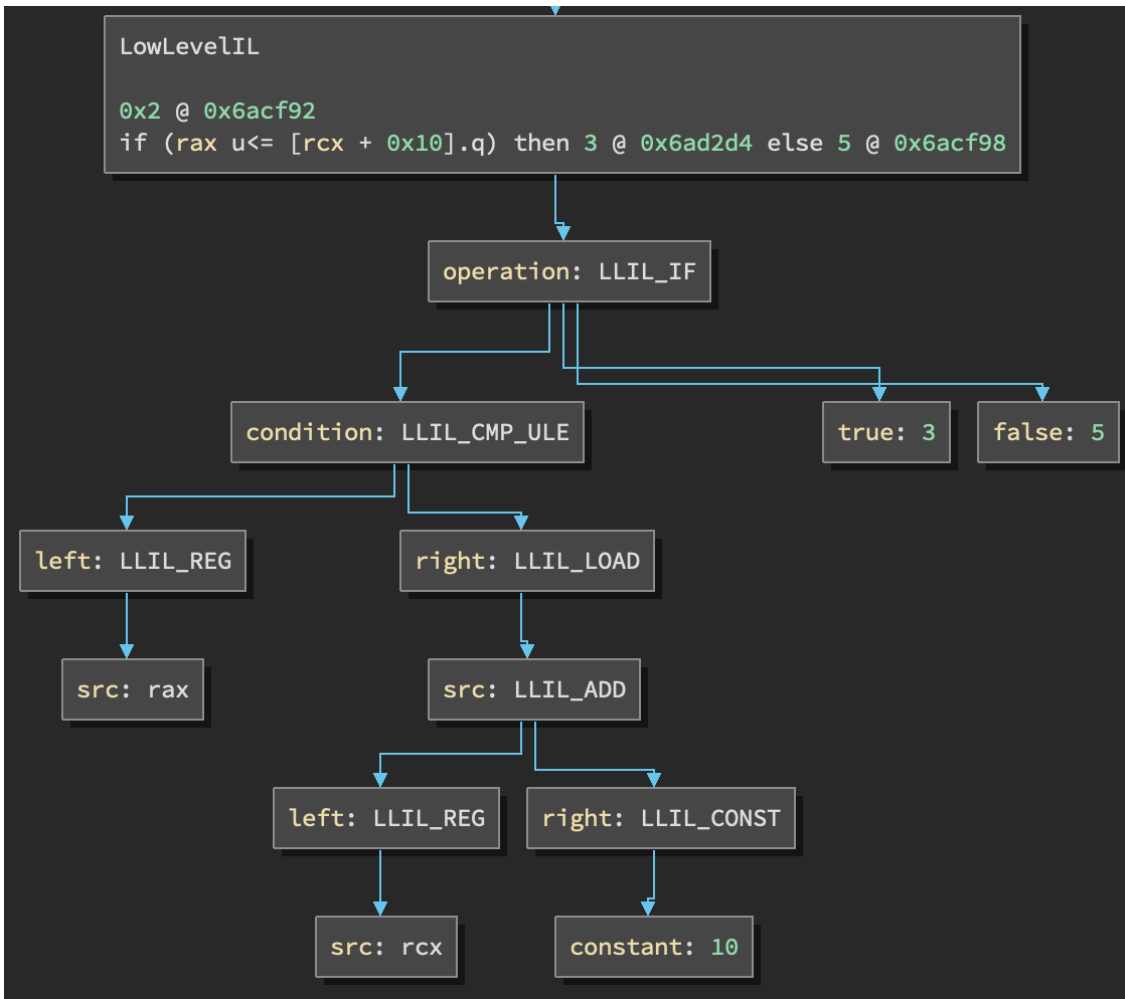 LowLevelIL
0x2 @ 0x6acf92
if (rax u<= [rcx + 0x10].q) then 3 @ 0x6ad2d4 else 5 @ 0x6acf98
operation: LLIL_IF
condition: LLIL_CMP_ULE
true: 3
false: 5
left: LLIL_REG
right: LLIL_LOAD
src: rax
src: LLIL_ADD
left: LLIL_REG
right: LLIL_CONST
src: rcx
constant: 10